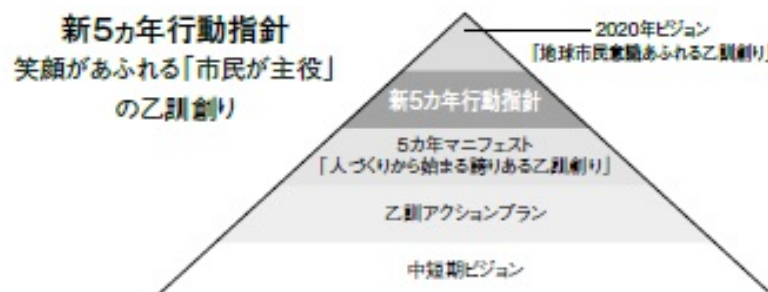 新5ヵ年行動指針
笑顔があふれる「市民が主役」
の乙訓創り
2020年ビジョン
「地球市民意識あふれる乙訓創り」
新5カ年行動指針
5カ年マニフェスト
「人づくりから始まる誇りある乙訓創り」
乙訓アクションプラン
中短期ビジョン